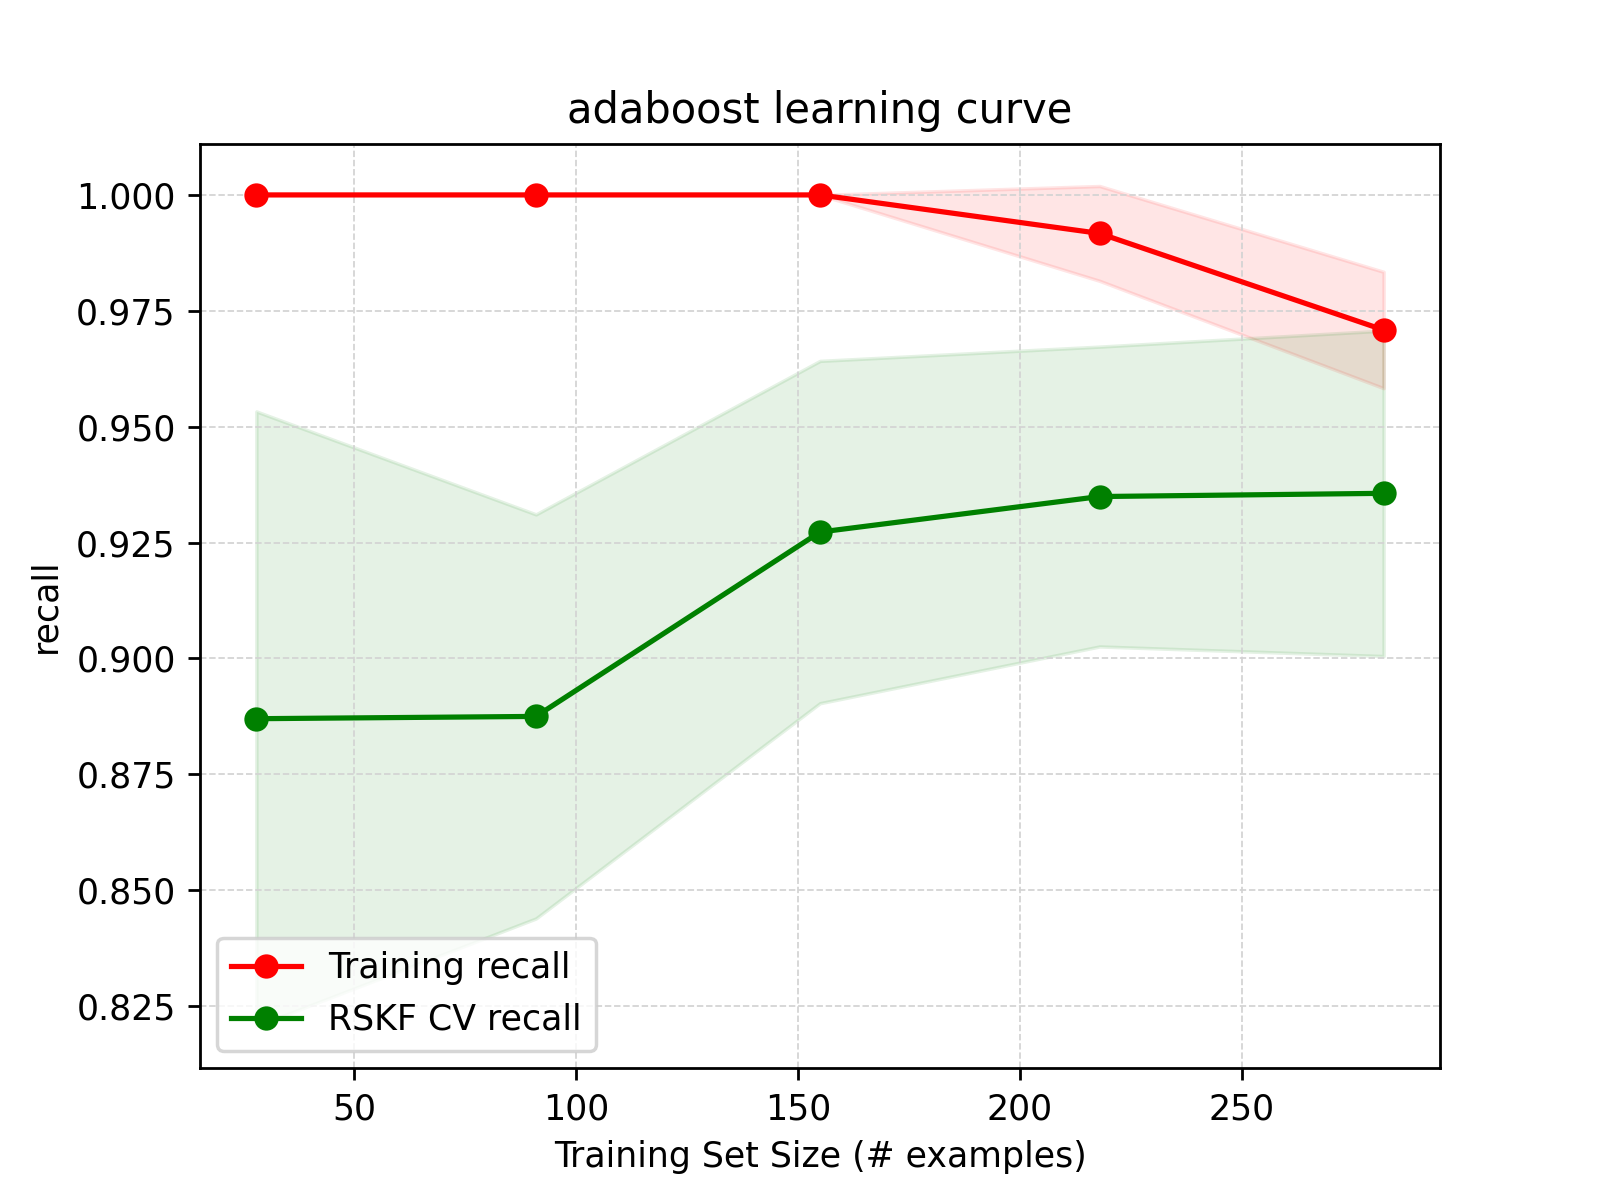 adaboost learning curve
1.000
0.975
0.950
0.925
0.900
0.875
0.850
0.825
recall
Training recall
RSKF CV recall
50 100 150 200 250
Training Set Size (# examples)